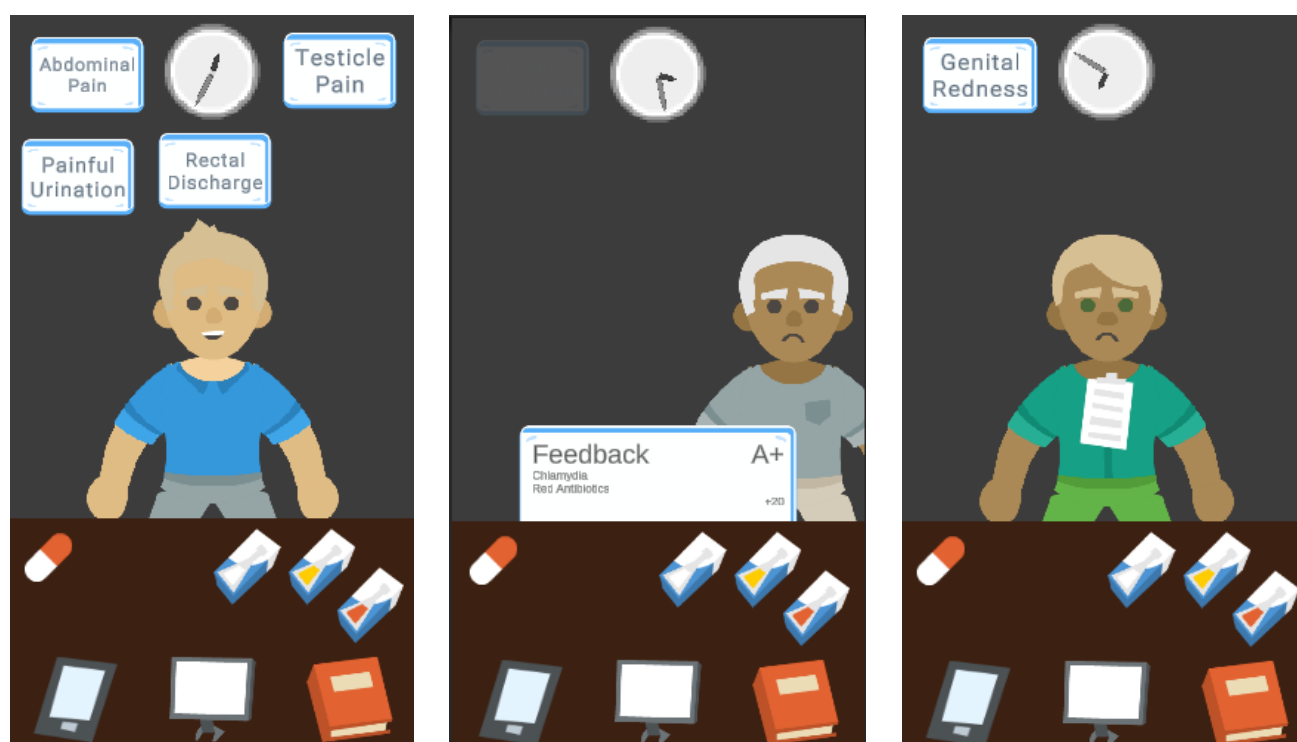 Abdominal
Pain
Testicle
Pain
Painful
Urination
Rectal
Discharge
Feedback
A+
Chlamydia
Red Antibiotics
+20
Genital
Redness